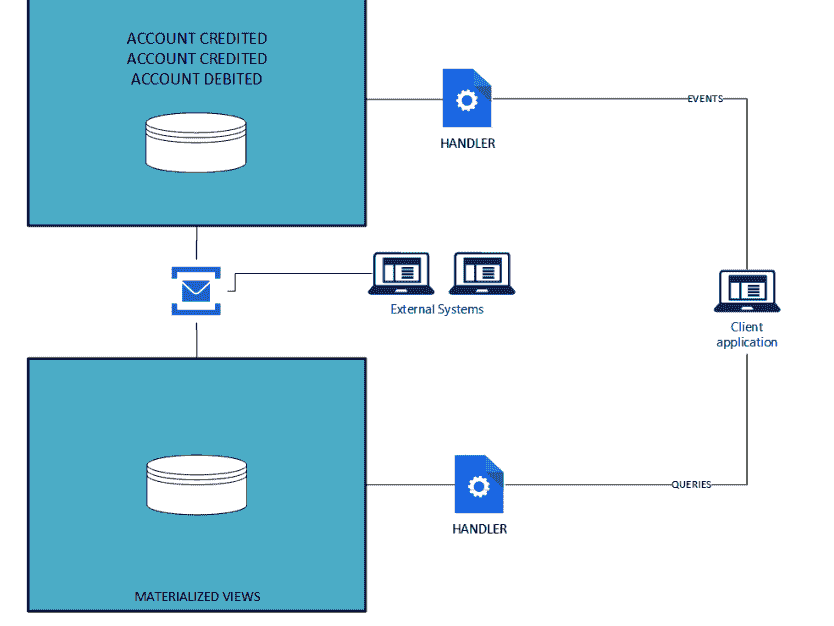 ACCOUNT CREDITED
ACCOUNT CREDITED
ACCOUNT DEBITED
EVENTS
HANDLER
External Systems
Client
application
QUERIES
HANDLER
MATERIALIZED VIEWS